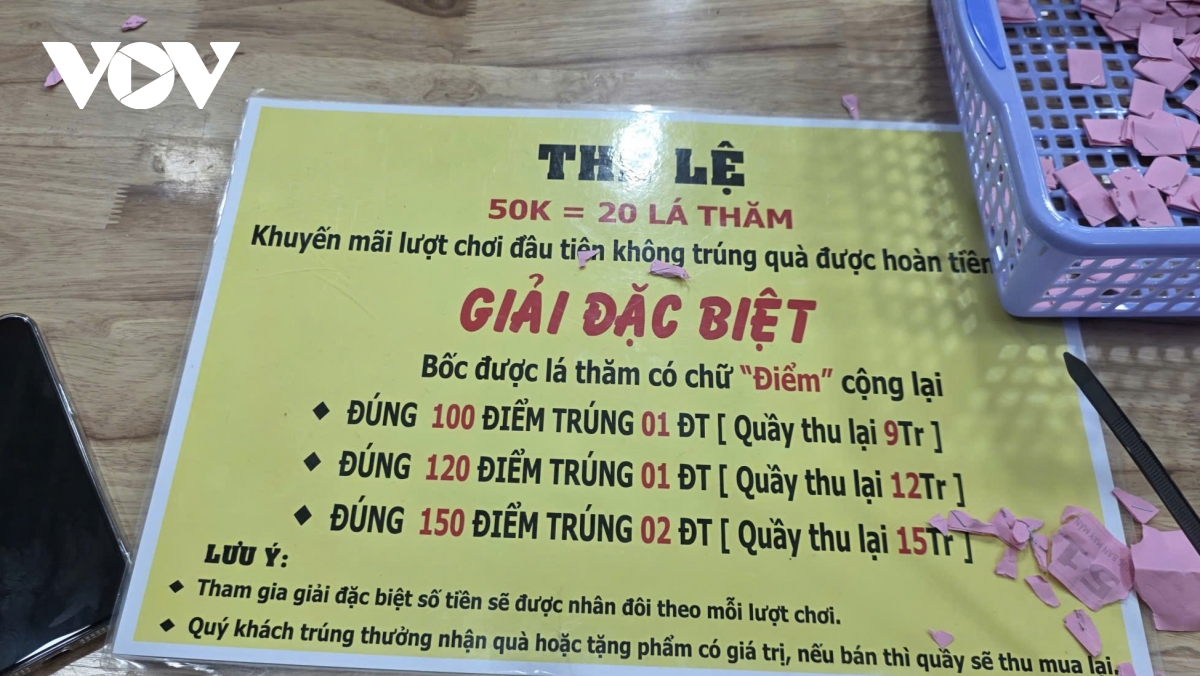 VOV
THỂ LỆ
50K = 20 LÁ THĂM
Khuyến mãi lượt chơi đầu tiên không trúng quà được hoàn tiền
GIẢI ĐẶC BIỆT
Bốc được lá thăm có chữ "Điểm" cộng lại
◆ ĐÚNG 100 ĐIỂM TRÚNG 01 ĐT [ Quầy thu lại 9Tr ]
◆ ĐÚNG 120 ĐIỂM TRÚNG 01 ĐT [ Quầy thu lại 12Tr ]
◆ ĐÚNG 150 ĐIỂM TRÚNG 02 ĐT [ Quầy thu lại 15Tr ]
LƯU Ý:
◆ Tham gia giải đặc biệt số tiền sẽ được nhân đôi theo mỗi lượt chơi.
◆ Quý khách trúng thưởng nhận quà hoặc tặng phẩm có giá trị, nếu bán thì quầy sẽ thu mua lại.
51